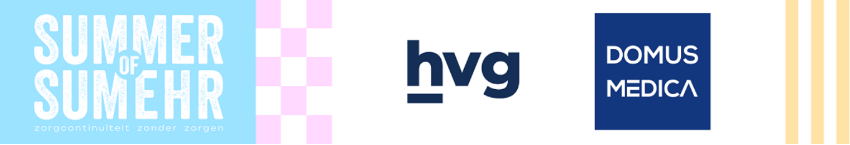 SUMMER
OF
SUMEHR
zorgcontinuïteit zonder zorgen
hvg
DOMUS
MEDICA